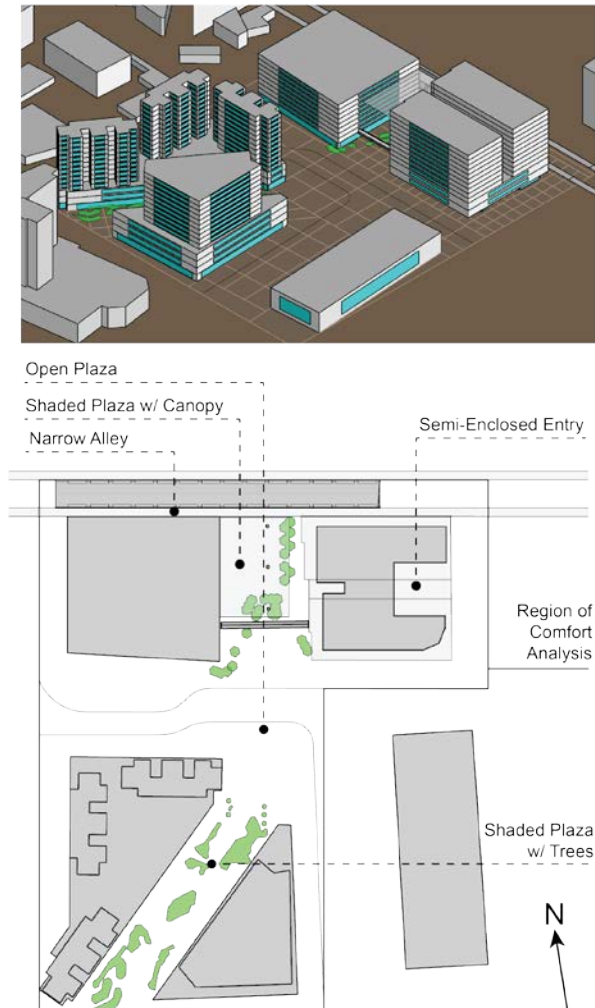 Open Plaza
Shaded Plaza w/ Canopy
Narrow Alley
Semi-Enclosed Entry
Region of
Comfort
Analysis
Shaded Plaza
w/ Trees
N